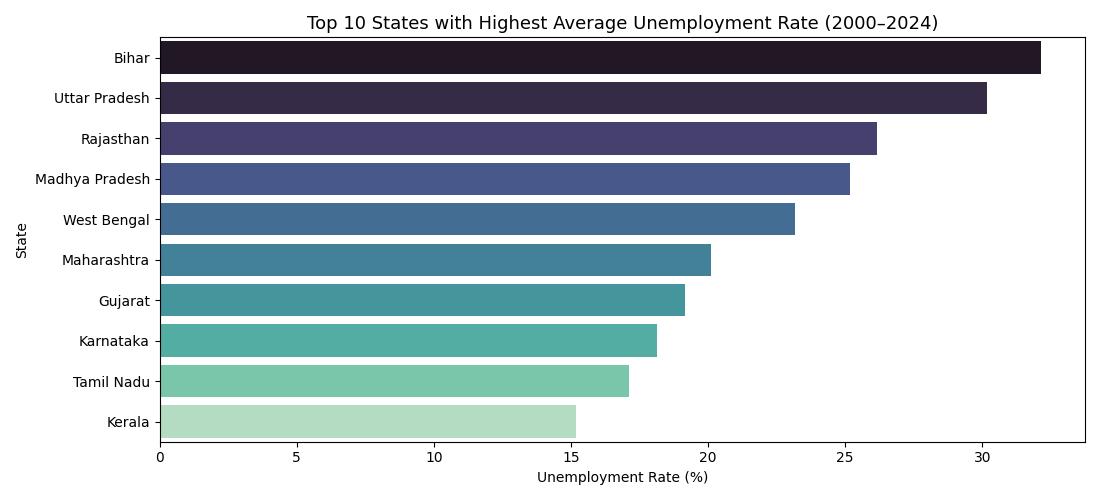 Top 10 States with Highest Average Unemployment Rate (2000–2024)
State
Bihar
Uttar Pradesh
Rajasthan
Madhya Pradesh
West Bengal
Maharashtra
Gujarat
Karnataka
Tamil Nadu
Kerala
0 5 10 15 20 25 30
Unemployment Rate (%)